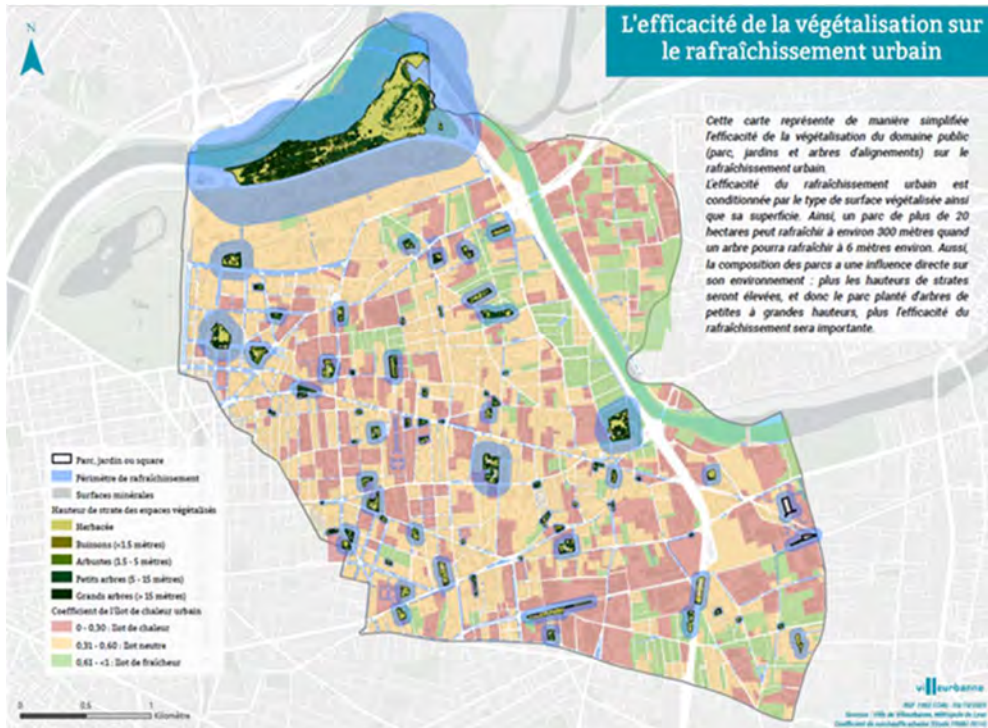 L'efficacité de la végétalisation sur
le rafraîchissement urbain
N
Cette carte représente de manière simplifiée
l'efficacité de la végétalisation du domaine public
(parc, jardins et arbres d'alignements) sur le
rafraîchissement urbain.
L'efficacité du rafraîchissement urbain est
conditionnée par le type de surface végétalisée ainsi
que sa superficie. Ainsi, un parc de plus de 20
hectares peut rafraîchir à environ 300 mètres quand
un arbre pourra rafraîchir à 6 mètres environ. Aussi,
la composition des parcs a une influence directe sur
son environnement : plus les hauteurs de strates
seront élevées, et donc le parc planté d'arbres de
petites à grandes hauteurs, plus l'efficacité du
rafraîchissement sera importante.
Parc, jardin ou square
Périmètre de rafraîchissement
Surfaces minérales
Hauteur de strate des espaces végétalisés
Herbacée
Buissons (<1.5 mètres)
Arbustes (1.5 - 5 mètres)
Petits arbres (5 - 15 mètres)
Grands arbres (> 15 mètres)
Coefficient de l'îlot de chaleur urbain
0 - 0,30 : îlot de chaleur
0,31 - 0,60 : îlot neutre
0,61 - <1 : îlot de fraîcheur
0 0.5 1
Kilomètre
villeurbanne